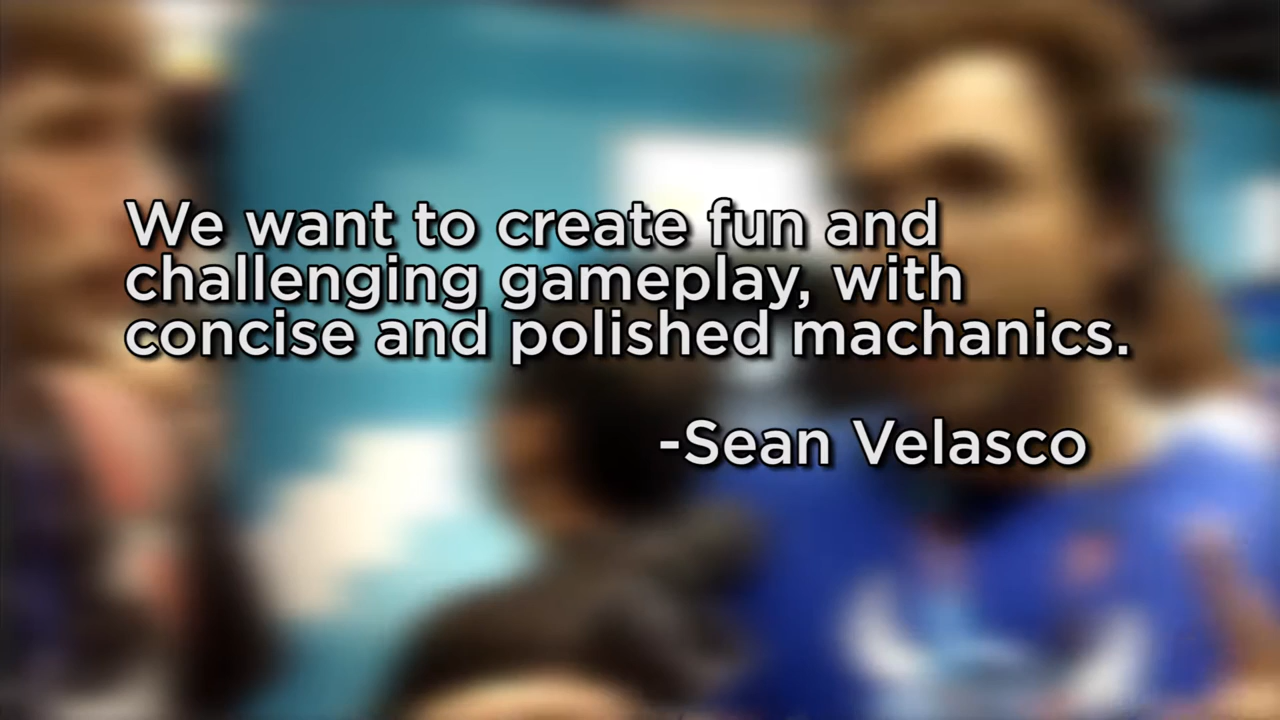 We want to create fun and
challenging gameplay, with
concise and polished machanics.
-Sean Velasco